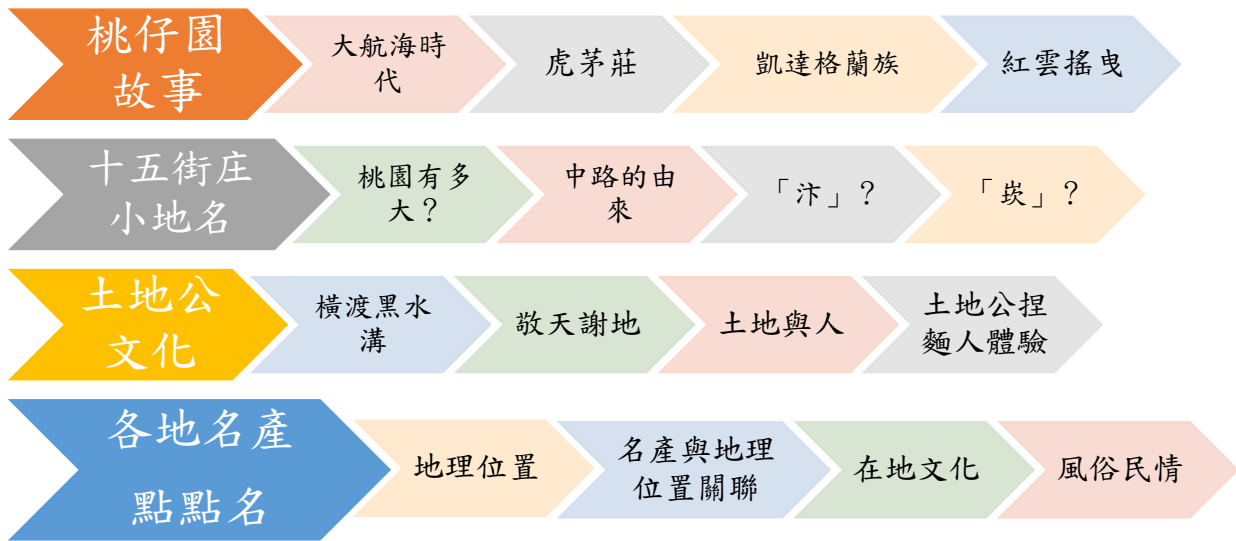 桃仔園
故事
大航海時
代
虎茅莊
凱達格蘭族
紅雲搖曳
十五街庄
小地名
桃園有多
大？
中路的由
來
「汴」？
「崁」？
土地公
文化
橫渡黑水
溝
敬天謝地
土地與人
土地公捏
麵人體驗
各地名產
點點名
地理位置
名產與地理
位置關聯
在地文化
風俗民情